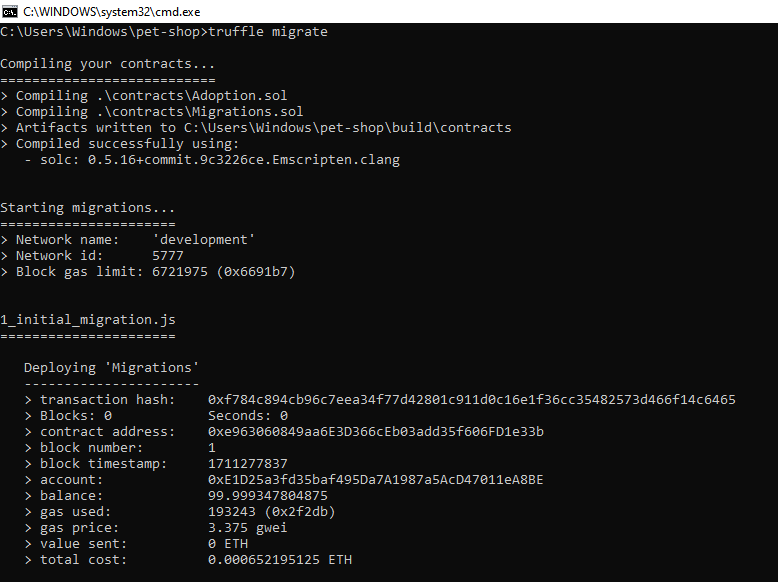 C:\WINDOWS\system32\cmd.exe
C:\Users\Windows\pet-shop>truffle migrate
Compiling your contracts...
===========================
> Compiling .\contracts\Adoption.sol
> Compiling .\contracts\Migrations.sol
> Artifacts written to C:\Users\Windows\pet-shop\build\contracts
> Compiled successfully using:
   - solc: 0.5.16+commit.9c3226ce.Emscripten.clang
Starting migrations...
======================
> Network name:    'development'
> Network id:      5777
> Block gas limit: 6721975 (0x6691b7)
1_initial_migration.js
======================
   Deploying 'Migrations'
   ----------------------
   > transaction hash:    0xf784c894cb96c7eea34f77d42801c911d0c16e1f36cc35482573d466f14c6465
   > Blocks: 0            Seconds: 0
   > contract address:    0xe963060849aa6E3D366cEb03add35f606FD1e33b
   > block number:        1
   > block timestamp:     1711277837
   > account:             0xE1D25a3fd35baf495Da7A1987a5AcD47011eA8BE
   > balance:             99.999347804875
   > gas used:            193243 (0x2f2db)
   > gas price:           3.375 gwei
   > value sent:          0 ETH
   > total cost:          0.000652195125 ETH